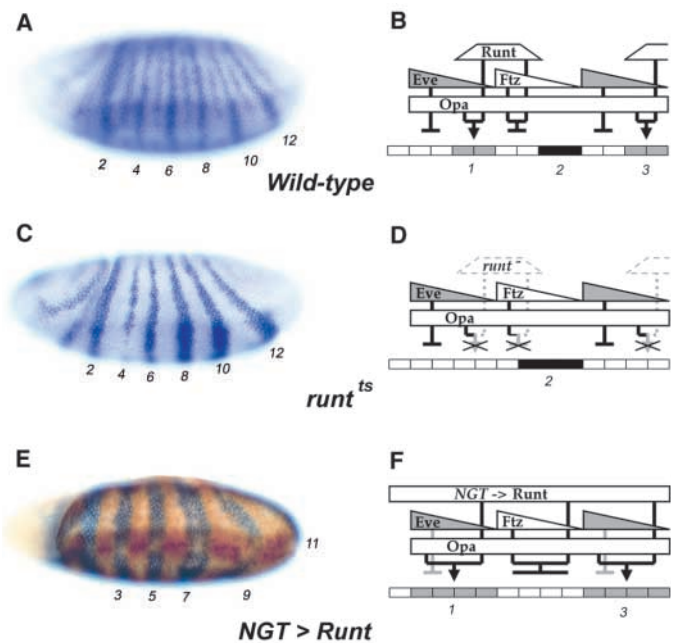 A
2 4 6 8 10 12
Wild-type
B
Runt
Eve Ftz
Opa
1 2 3
C
2 4 6 8 10 12
runt ts
D
runt -
Eve Ftz
Opa
2
E
3 5 7 9 11
NGT > Runt
F
NGT -> Runt
Eve Ftz
Opa
1 3